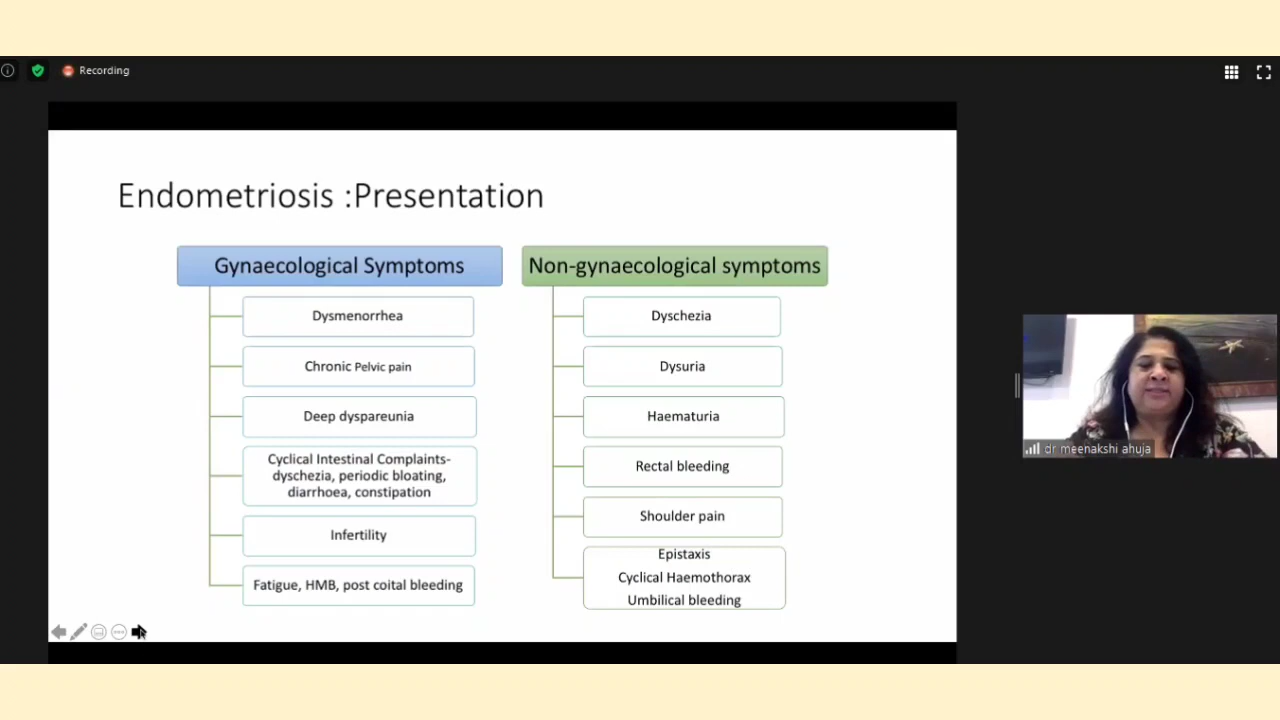 Recording
Endometriosis :Presentation
Gynaecological Symptoms
Dysmenorrhea
Chronic Pelvic pain
Deep dyspareunia
Cyclical Intestinal Complaints-
dyschezia, periodic bloating,
diarrhoea, constipation
Infertility
Fatigue, HMB, post coital bleeding
Non-gynaecological symptoms
Dyschezia
Dysuria
Haematuria
Rectal bleeding
Shoulder pain
Epistaxis
Cyclical Haemothorax
Umbilical bleeding
dr meenakshi ahuja